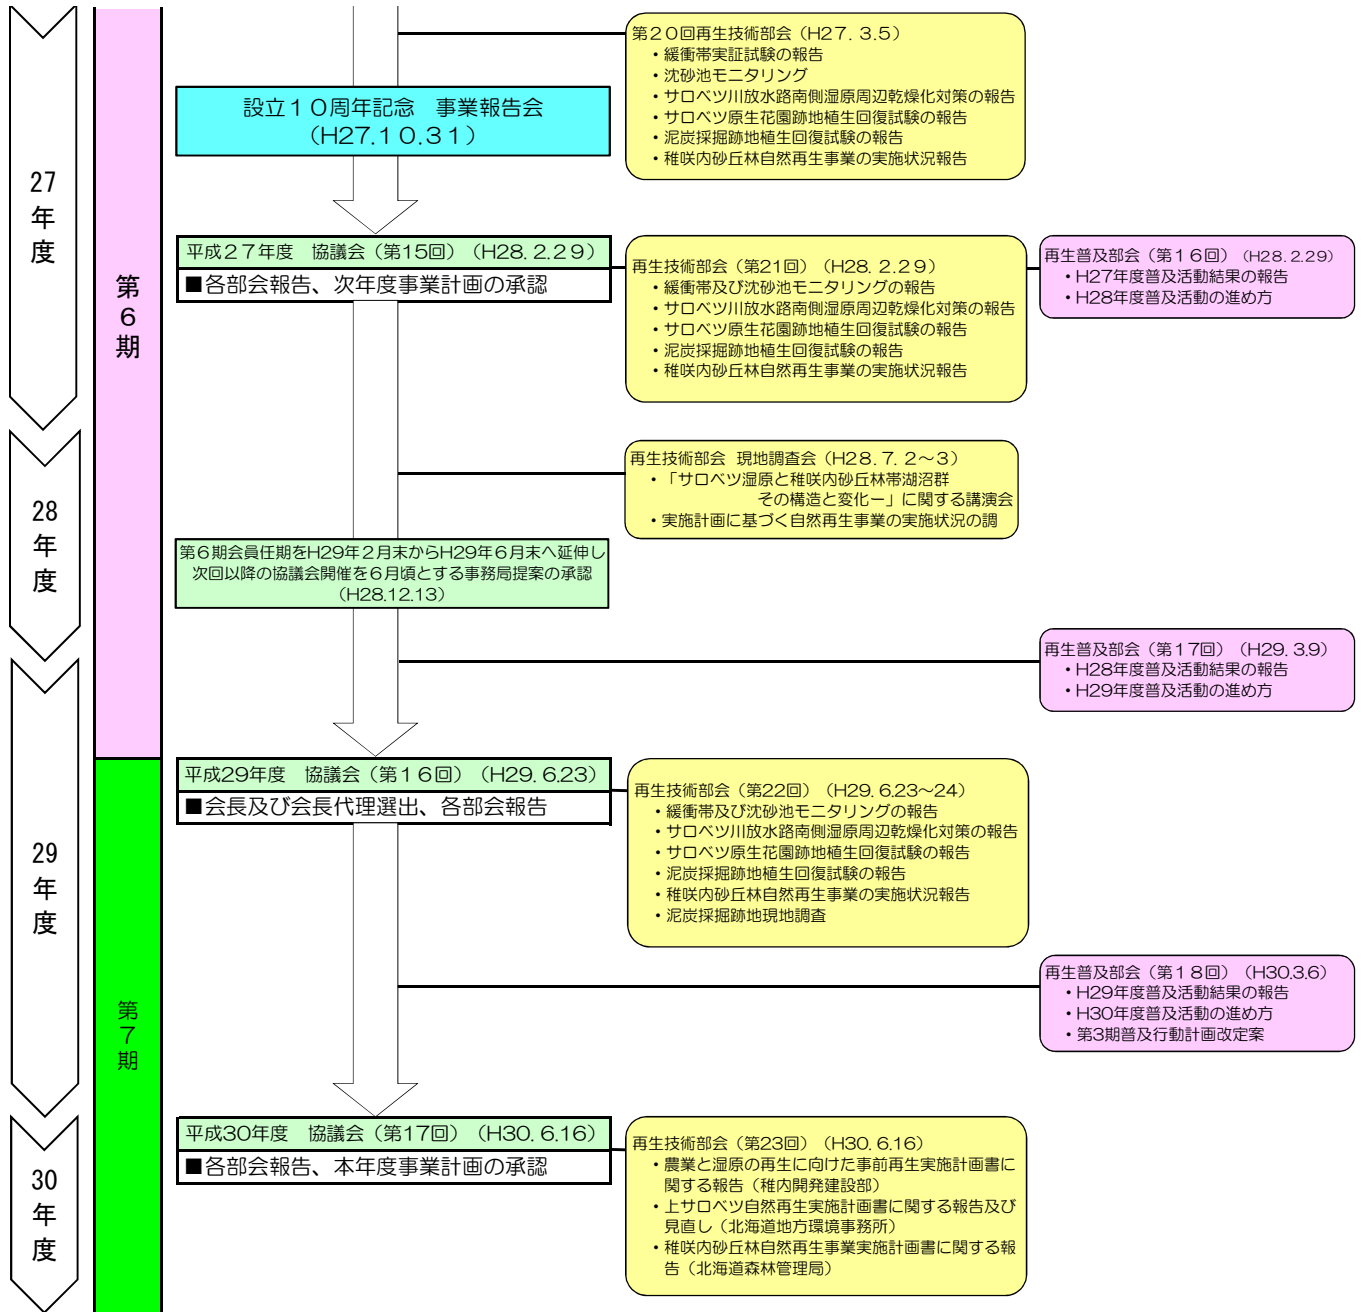 27
年
度
28
年
度
29
年
度
30
年
度
第
6
期
第
7
期
第20回再生技術部会（H27. 3.5）
・緩衝帯実証試験の報告
・沈砂池モニタリング
・サロベツ川放水路南側湿原周辺乾燥化対策の報告
・サロベツ原生花園跡地植生回復試験の報告
・泥炭採掘跡地植生回復試験の報告
・稚咲内砂丘林自然再生事業の実施状況報告
設立10周年記念　事業報告会
（H27.10.31）
平成27年度　協議会（第15回）（H28.2.29）
■各部会報告、次年度事業計画の承認
再生技術部会（第21回）（H28. 2.29）
・緩衝帯及び沈砂池モニタリングの報告
・サロベツ川放水路南側湿原周辺乾燥化対策の報告
・サロベツ原生花園跡地植生回復試験の報告
・泥炭採掘跡地植生回復試験の報告
・稚咲内砂丘林自然再生事業の実施状況報告
再生普及部会（第16回）（H28.2.29）
・H27年度普及活動結果の報告
・H28年度普及活動の進め方
再生技術部会 現地調査会（H28. 7. 2～3）
・「サロベツ湿原と稚咲内砂丘林帯湖沼群
その構造と変化ー」に関する講演会
・実施計画に基づく自然再生事業の実施状況の調
第6期会員任期をH29年2月末からH29年6月末へ延伸し
次回以降の協議会開催を6月頃とする事務局提案の承認
（H28.12.13）
再生普及部会（第17回）（H29. 3.9）
・H28年度普及活動結果の報告
・H29年度普及活動の進め方
平成29年度　協議会（第16回）（H29. 6.23）
■会長及び会長代理選出、各部会報告
再生技術部会（第22回）（H29. 6.23～24）
・緩衝帯及び沈砂池モニタリングの報告
・サロベツ川放水路南側湿原周辺乾燥化対策の報告
・サロベツ原生花園跡地植生回復試験の報告
・泥炭採掘跡地植生回復試験の報告
・稚咲内砂丘林自然再生事業の実施状況報告
・泥炭採掘跡地現地調査
再生普及部会（第18回）（H30.3.6）
・H29年度普及活動結果の報告
・H30年度普及活動の進め方
・第3期普及行動計画改定案
平成30年度　協議会（第17回）（H30. 6.16）
■各部会報告、本年度事業計画の承認
再生技術部会（第23回）（H30. 6.16）
・農業と湿原の再生に向けた事前再生実施計画書に
関する報告（稚内開発建設部）
・上サロベツ自然再生実施計画書に関する報告及び
見直し（北海道地方環境事務所）
・稚咲内砂丘林自然再生事業実施計画書に関する報
告（北海道森林管理局）